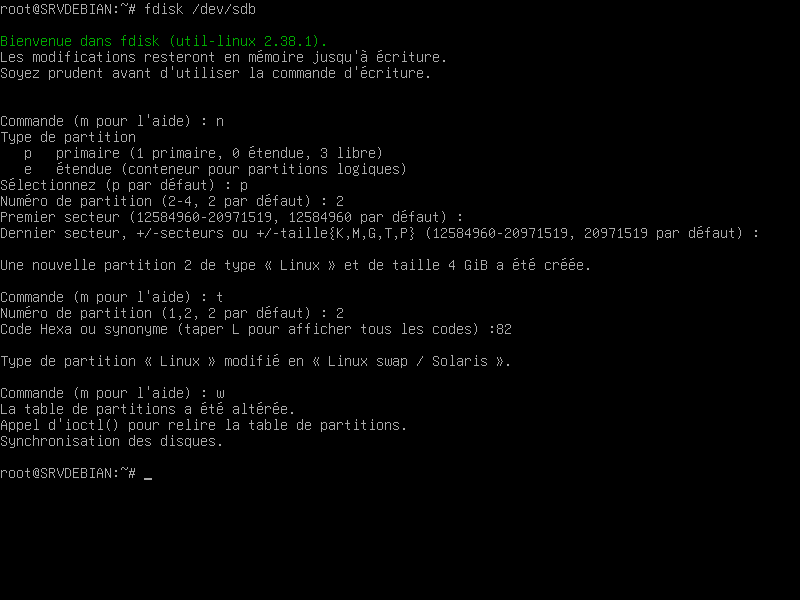 root@SRVDEBIAN:~# fdisk /dev/sdb
Bienvenue dans fdisk (util-linux 2.38.1).
Les modifications resteront en mémoire jusqu'à écriture.
Soyez prudent avant d'utiliser la commande d'écriture.
Commande (m pour l'aide) : n
Type de partition
   p   primaire (1 primaire, 0 étendue, 3 libre)
   e   étendue (conteneur pour partitions logiques)
Sélectionnez (p par défaut) : p
Numéro de partition (2-4, 2 par défaut) : 2
Premier secteur (12584960-20971519, 12584960 par défaut) :
Dernier secteur, +/-secteurs ou +/-taille{K,M,G,T,P} (12584960-20971519, 20971519 par défaut) :
Une nouvelle partition 2 de type « Linux » et de taille 4 GiB a été créée.
Commande (m pour l'aide) : t
Numéro de partition (1,2, 2 par défaut) : 2
Code Hexa ou synonyme (taper L pour afficher tous les codes) :82
Type de partition « Linux » modifié en « Linux swap / Solaris ».
Commande (m pour l'aide) : w
La table de partitions a été altérée.
Appel d'ioctl() pour relire la table de partitions.
Synchronisation des disques.
root@SRVDEBIAN:~# _